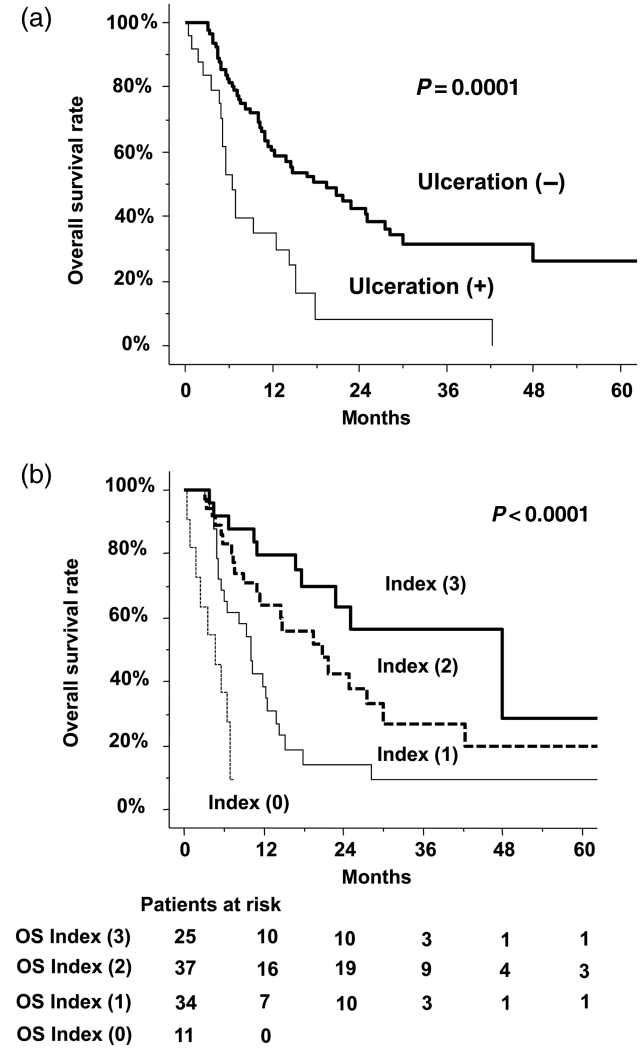 (a)
100%
80%
60%
40%
20%
0%
Overall survival rate
P = 0.0001
Ulceration (–)
Ulceration (+)
0 12 24 36 48 60
Months
(b)
100%
80%
60%
40%
20%
0%
Overall survival rate
P < 0.0001
Index (3)
Index (2)
Index (1)
Index (0)
0 12 24 36 48 60
Months
Patients at risk
OS Index (3) 25 10 10 3 1 1
OS Index (2) 37 16 19 9 4 3
OS Index (1) 34 7 10 3 1 1
OS Index (0) 11 0